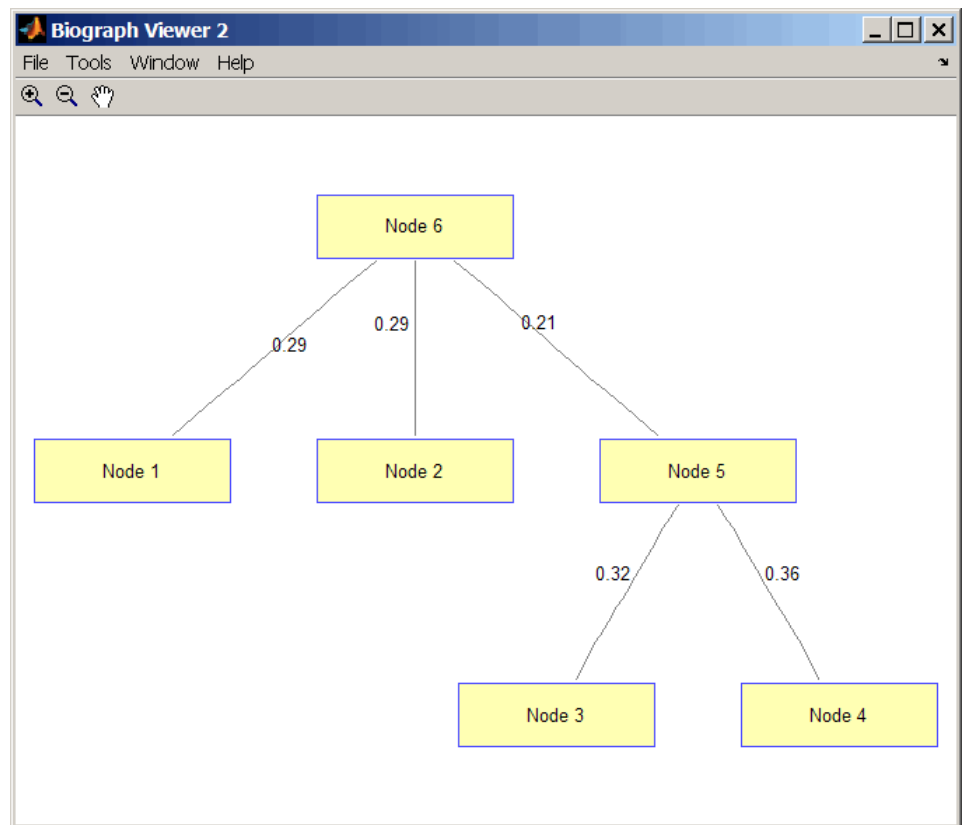 Biograph Viewer 2
File Tools Window Help
Node 6
0.29
0.29
0.21
Node 1
Node 2
Node 5
0.32
0.36
Node 3
Node 4